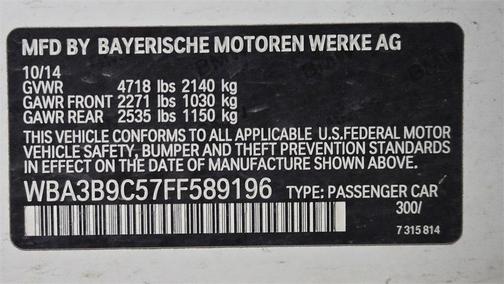 MFD BY BAYERISCHE MOTOREN WERKE AG
10/14
GVWR 4718 lbs 2140 kg
GAWR FRONT 2271 lbs 1030 kg
GAWR REAR 2535 lbs 1150 kg
THIS VEHICLE CONFORMS TO ALL APPLICABLE U.S.FEDERAL MOTOR
VEHICLE SAFETY, BUMPER AND THEFT PREVENTION STANDARDS
IN EFFECT ON THE DATE OF MANUFACTURE SHOWN ABOVE.
WBA3B9C57FF589196 TYPE: PASSENGER CAR
300/
7 315 814